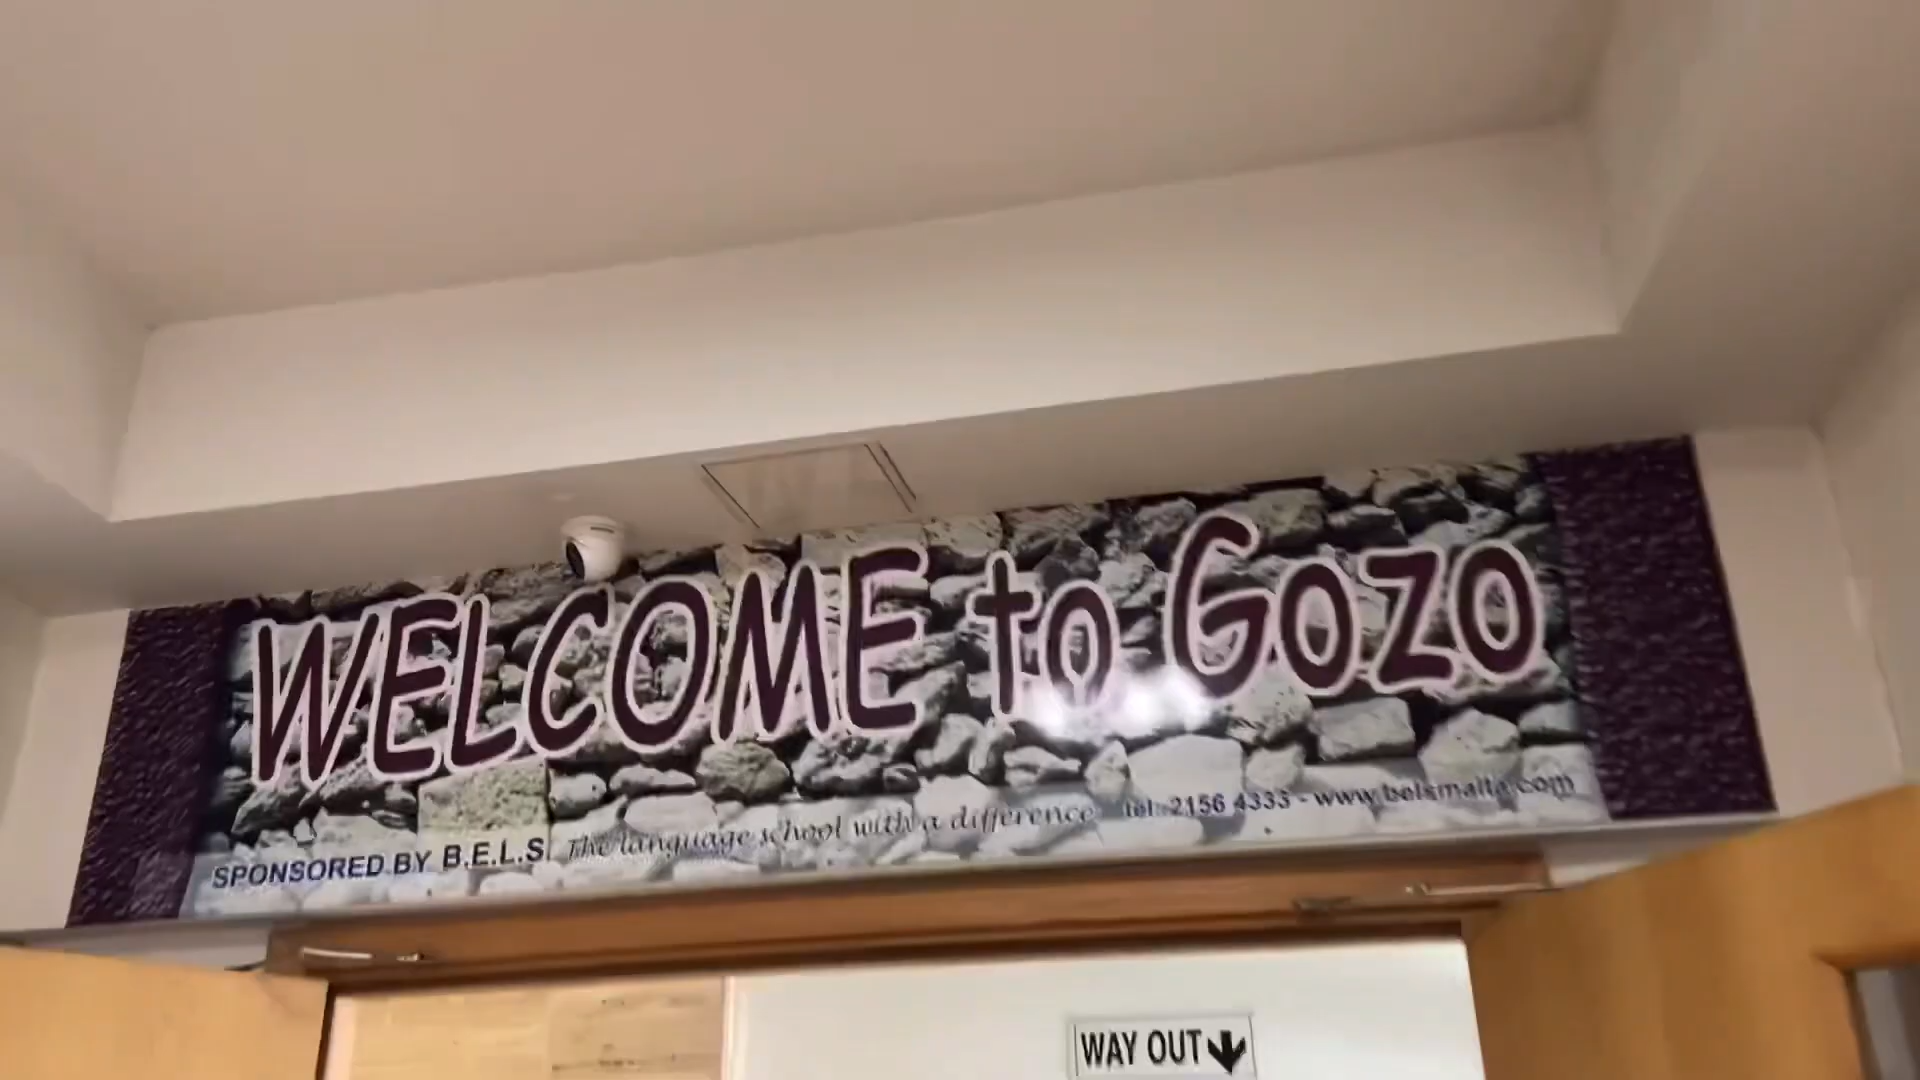 WELCOME to Gozo
SPONSORED BY B.E.L.S. The language school with a difference tel: 2156 4333 - www.belsmalta.com
WAY OUT